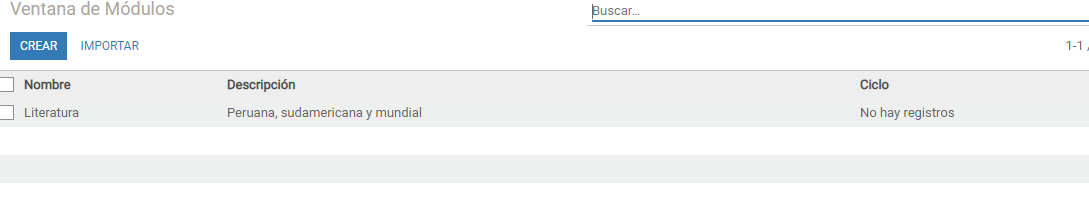 Ventana de Módulos
Buscar...
CREAR IMPORTAR
1-1 /
Nombre Descripción Ciclo
Literatura Peruana, sudamericana y mundial No hay registros